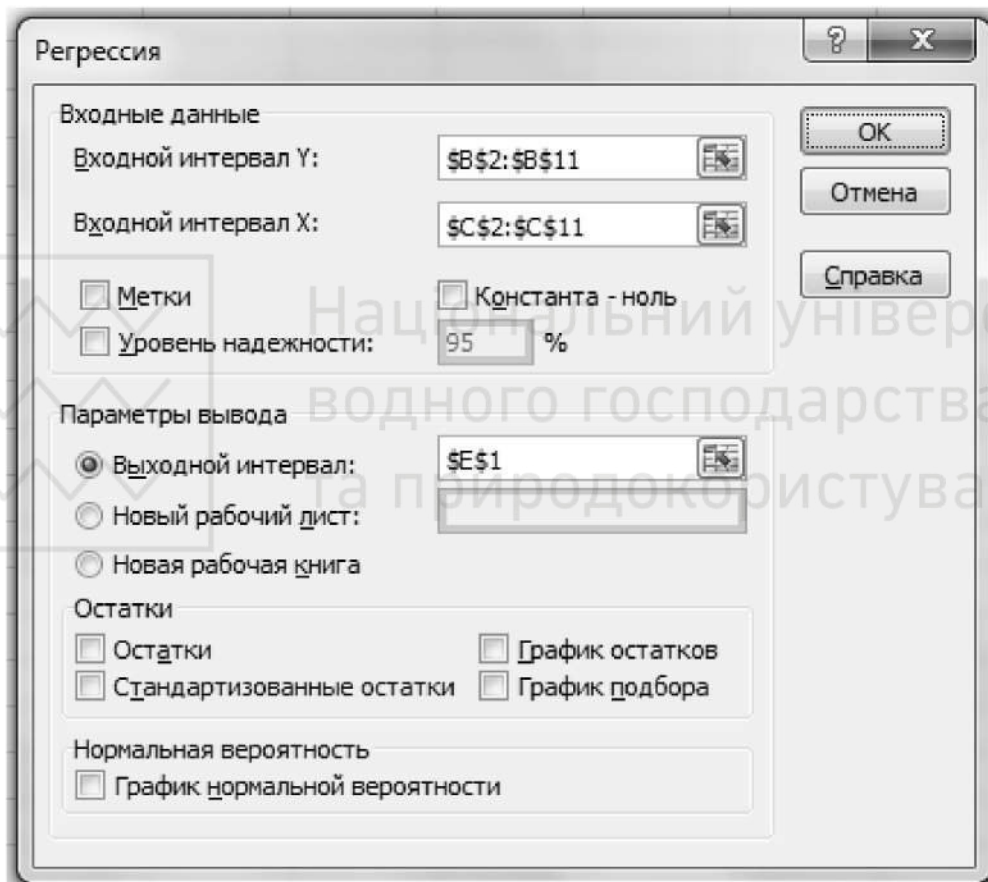 Регрессия
Входные данные
Входной интервал Y:
$B$2:$B$11
Входной интервал X:
$C$2:$C$11
Метки
Константа - ноль
Уровень надежности:
95 %
Параметры вывода
Выходной интервал:
$E$1
Новый рабочий лист:
Новая рабочая книга
Остатки
Остатки
График остатков
Стандартизованные остатки
График подбора
Нормальная вероятность
График нормальной вероятности
OK
Отмена
Справка
Національний універ
водного господарства
та природокористува